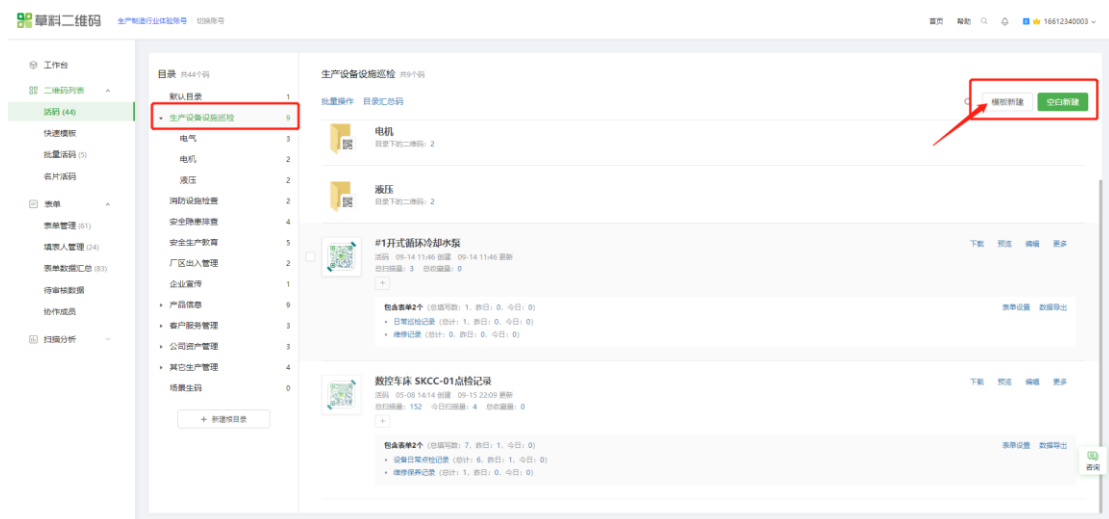 草料二维码 生产制造行业体验账号 切换账号
首页 帮助 16612340003
工作台
二维码列表
活码 (44)
快速模板
批量活码 (5)
名片活码
表单
表单管理 (61)
填表人管理 (24)
表单数据汇总 (83)
待审核数据
协作成员
扫描分析
目录 共44个码
默认目录 1
生产设备设施巡检 9
电气 3
电机 2
液压 2
消防设施检查 2
安全隐患排查 4
安全生产教育 5
厂区出入管理 2
企业宣传 1
产品信息 9
客户服务管理 3
公司资产管理 3
其它生产管理 4
场景生码 0
+ 新建根目录
生产设备设施巡检 共9个码
批量操作 目录汇总码
模板新建 空白新建
电机
目录下的二维码: 2
液压
目录下的二维码: 2
#1开式循环冷却水泵
活码 09-14 11:46 创建 09-14 11:46 更新
总扫描量: 3 总收藏量: 0
+
下载 预览 编辑 更多
包含表单2个 (总填写数: 1, 昨日: 0, 今日: 0)
日常巡检记录 (总计: 1, 昨日: 0, 今日: 0)
维修记录 (总计: 0, 昨日: 0, 今日: 0)
表单设置 数据导出
数控车床 SKCC-01点检记录
活码 05-08 14:14 创建 09-15 22:09 更新
总扫描量: 152 今日扫描量: 4 总收藏量: 0
+
下载 预览 编辑 更多
包含表单2个 (总填写数: 7, 昨日: 1, 今日: 0)
设备日常点检记录 (总计: 6, 昨日: 1, 今日: 0)
维修保养记录 (总计: 1, 昨日: 0, 今日: 0)
表单设置 数据导出
咨询